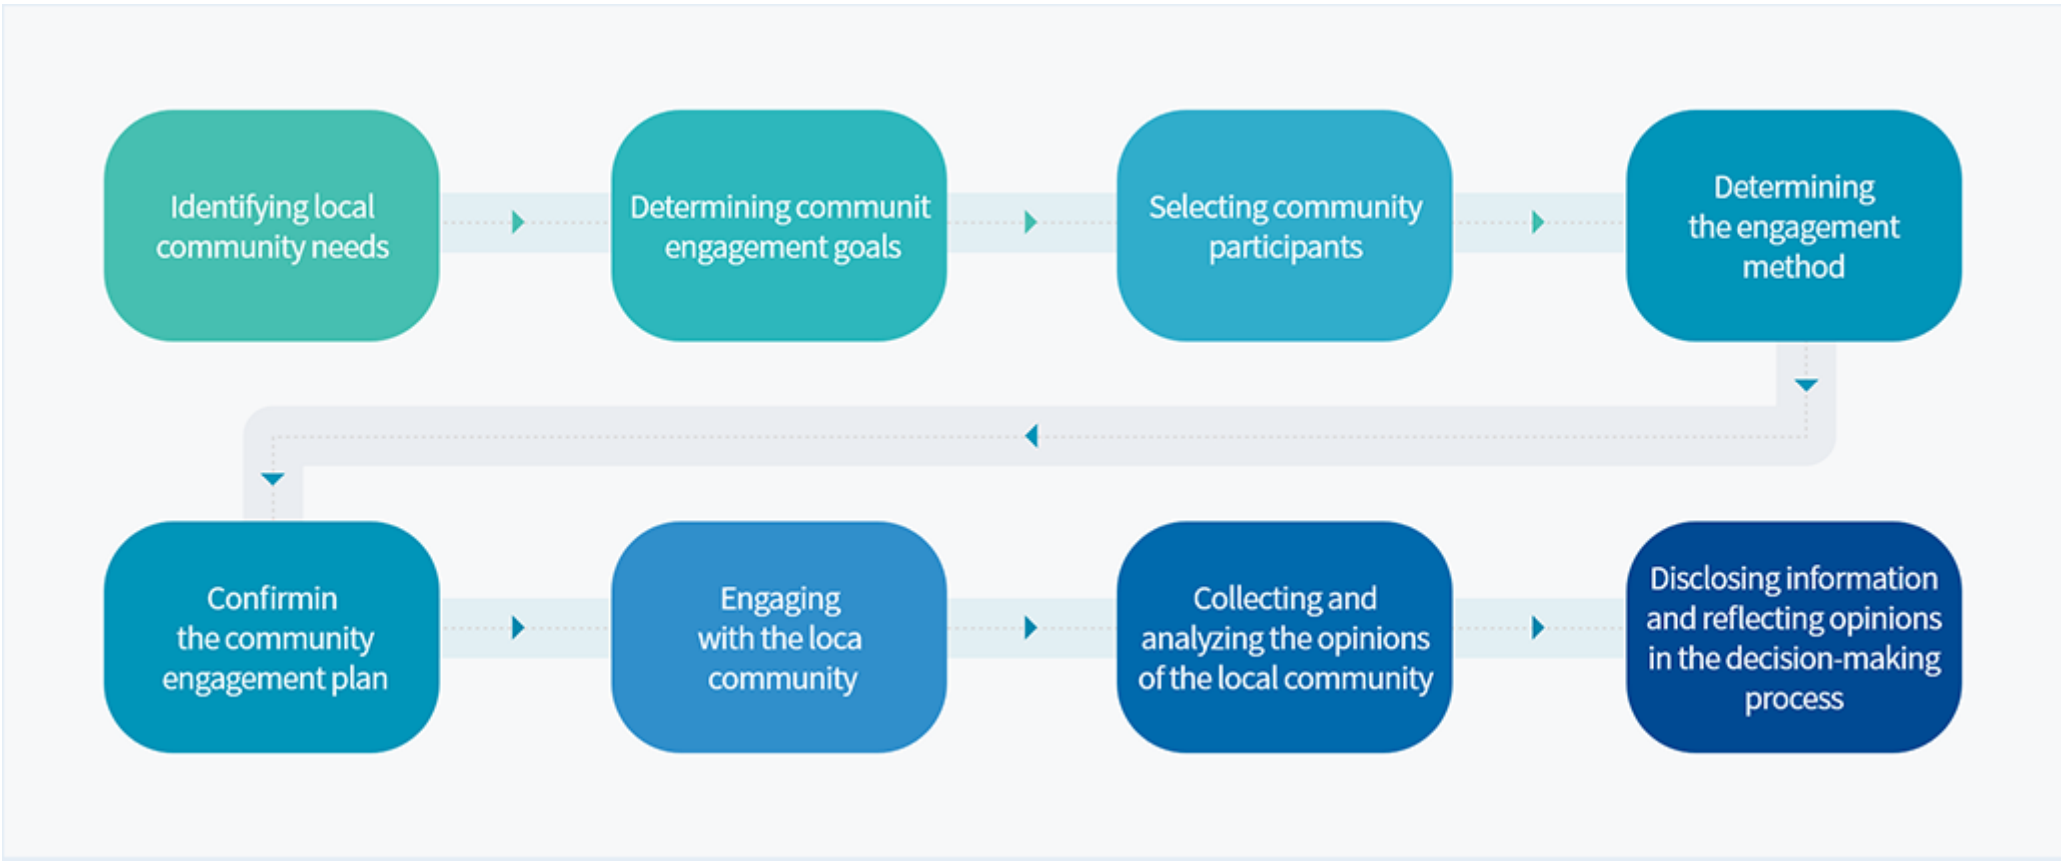 Identifying local
community needs
Determining communit
engagement goals
Selecting community
participants
Determining
the engagement
method
Confirmin
the community
engagement plan
Engaging
with the loca
community
Collecting and
analyzing the opinions
of the local community
Disclosing information
and reflecting opinions
in the decision-making
process